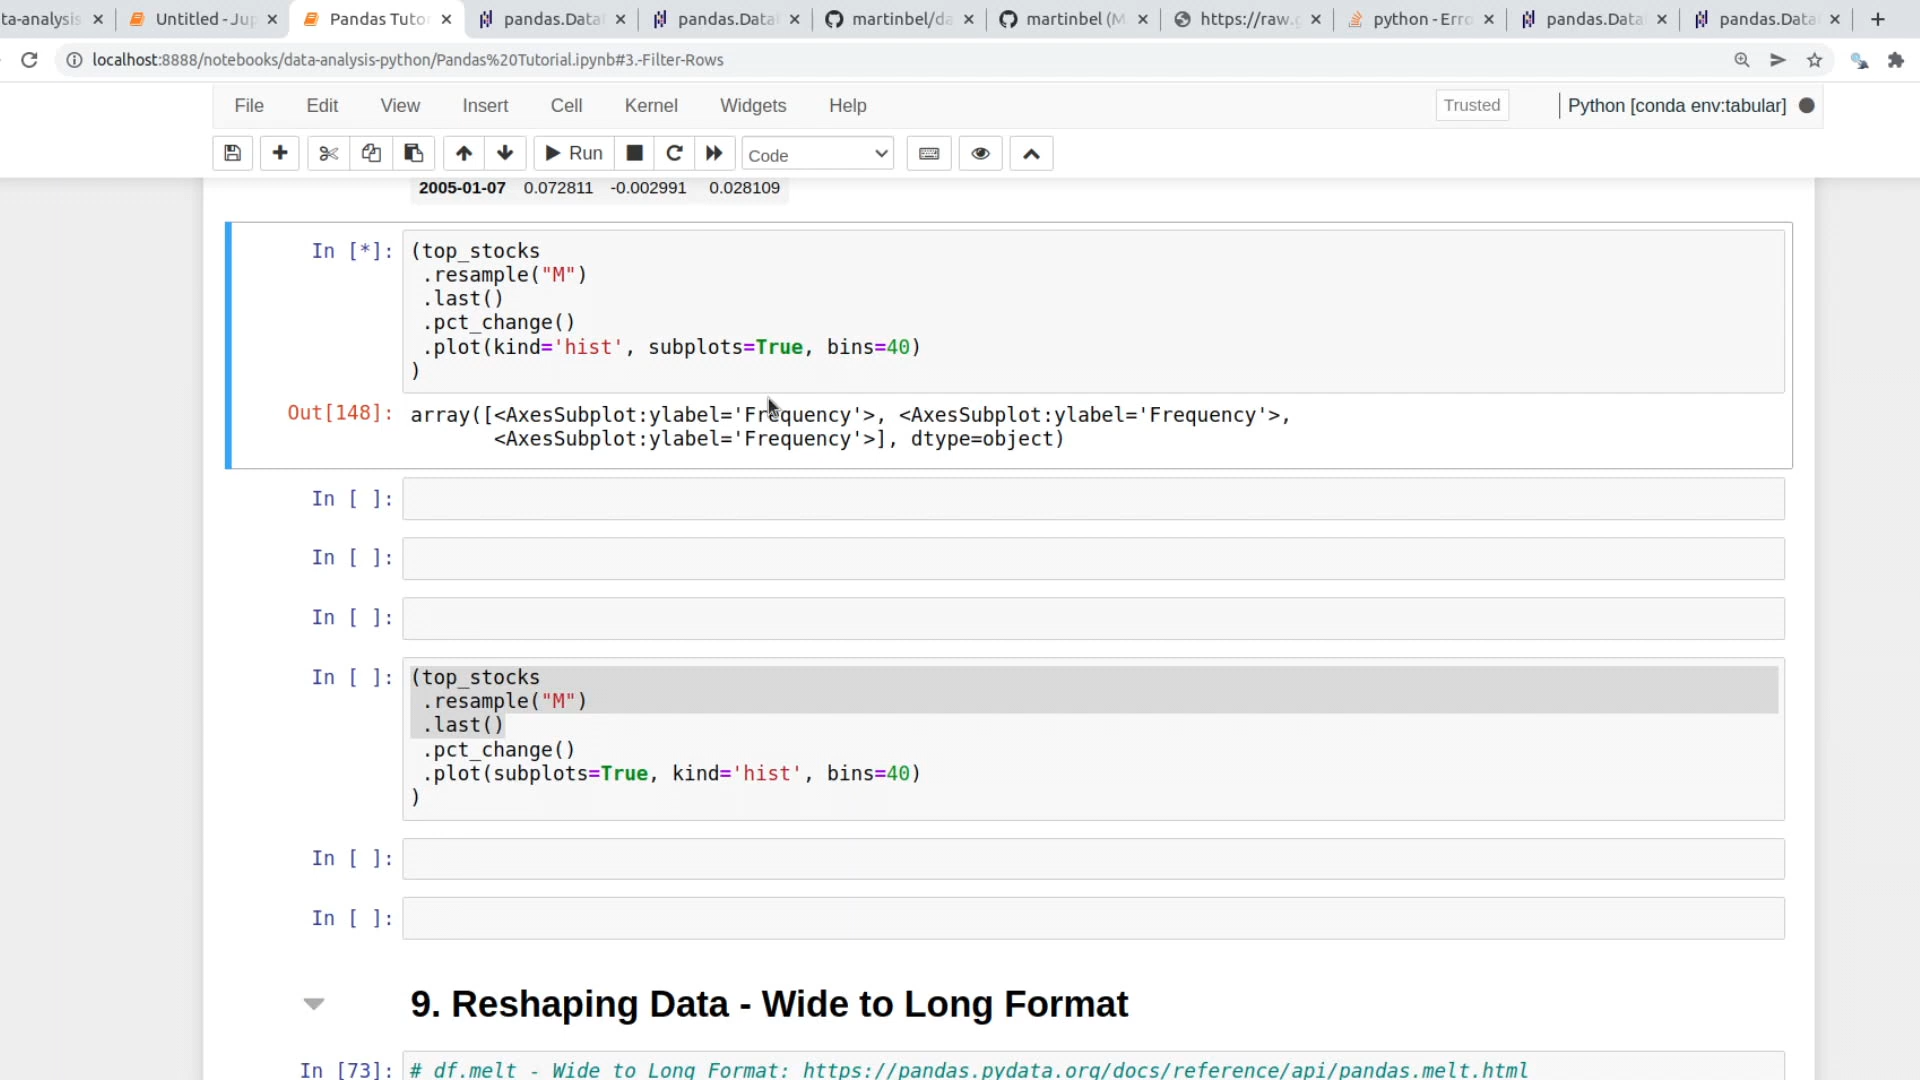 ta-analysis
Untitled - Jup
Pandas Tuto
pandas.Data
pandas.Data
martinbel/da
martinbel (M
https://raw.g
python - Erro
pandas.Data
pandas.Data
localhost:8888/notebooks/data-analysis-python/Pandas%20Tutorial.ipynb#3.-Filter-Rows
File Edit View Insert Cell Kernel Widgets Help Trusted Python [conda env:tabular]
Run Code
2005-01-07 0.072811 -0.002991 0.028109
In [*]: (top_stocks
.resample("M")
.last()
.pct_change()
.plot(kind='hist', subplots=True, bins=40)
)
Out[148]: array([<AxesSubplot:ylabel='Frequency'>, <AxesSubplot:ylabel='Frequency'>,
<AxesSubplot:ylabel='Frequency'>], dtype=object)
In [ ]:
In [ ]:
In [ ]:
In [ ]: (top_stocks
.resample("M")
.last()
.pct_change()
.plot(subplots=True, kind='hist', bins=40)
)
In [ ]:
In [ ]:
9. Reshaping Data - Wide to Long Format
In [73]: # df.melt - Wide to Long Format: https://pandas.pydata.org/docs/reference/api/pandas.melt.html